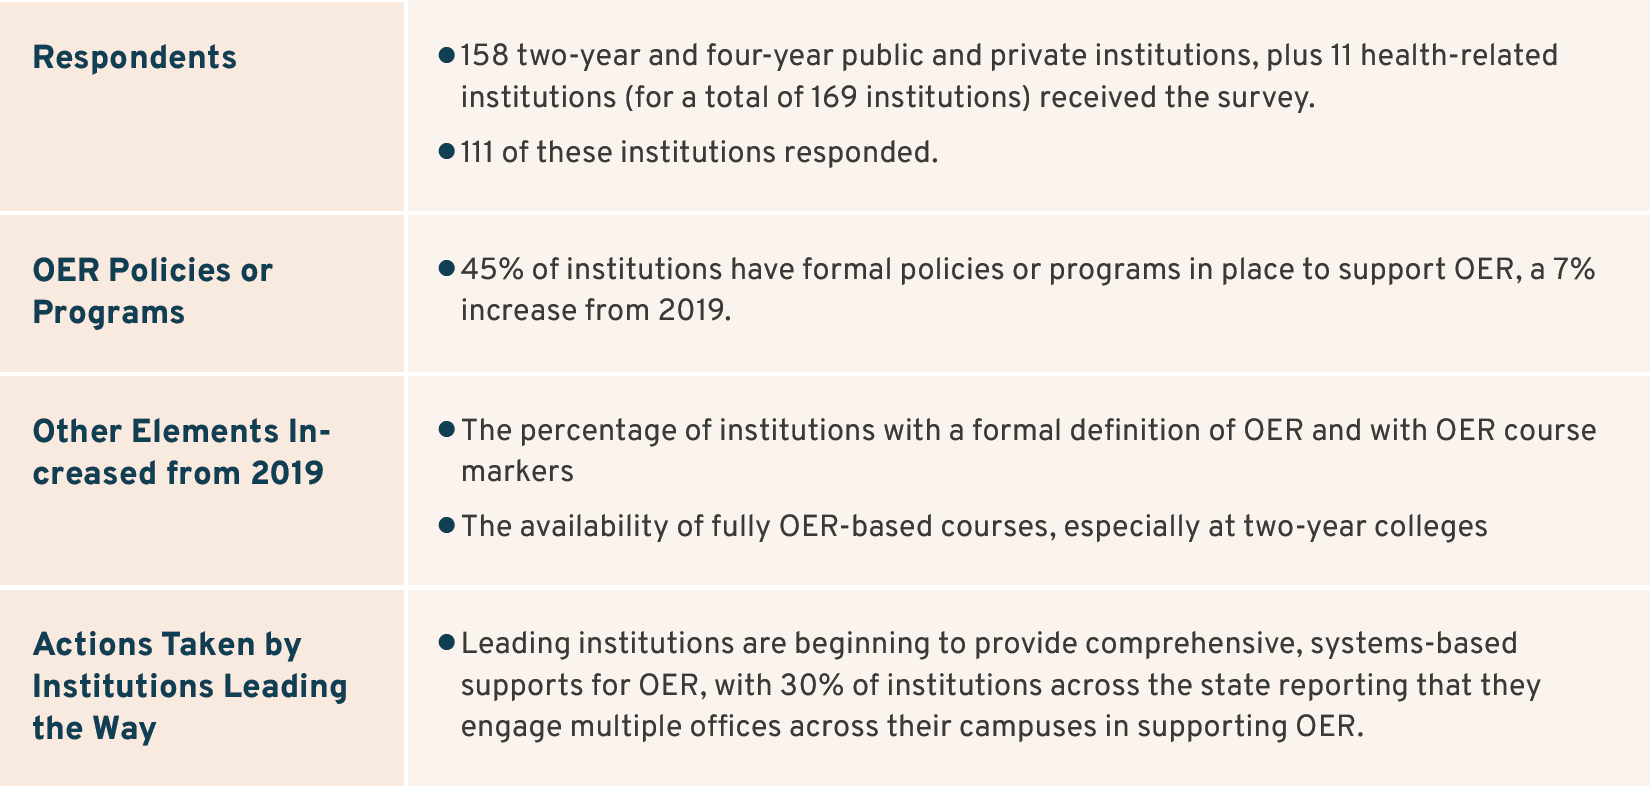 Respondents
●158 two-year and four-year public and private institutions, plus 11 health-related
institutions (for a total of 169 institutions) received the survey.
●111 of these institutions responded.
OER Policies or
Programs
●45% of institutions have formal policies or programs in place to support OER, a 7%
increase from 2019.
Other Elements In-
creased from 2019
●The percentage of institutions with a formal definition of OER and with OER course
markers
●The availability of fully OER-based courses, especially at two-year colleges
Actions Taken by
Institutions Leading
the Way
●Leading institutions are beginning to provide comprehensive, systems-based
supports for OER, with 30% of institutions across the state reporting that they
engage multiple offices across their campuses in supporting OER.